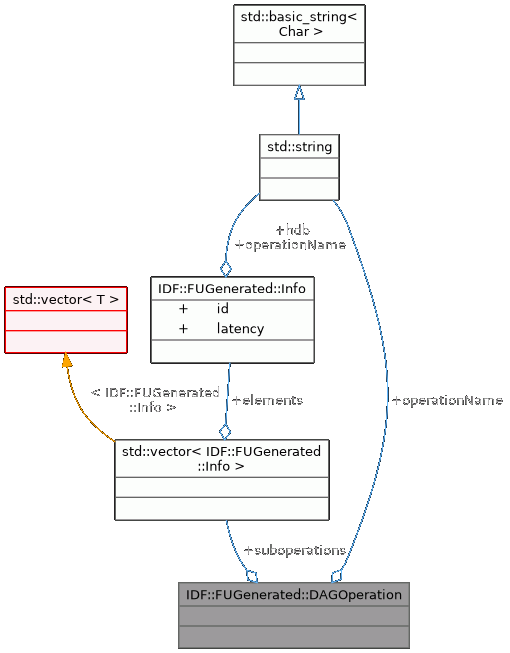 std::basic_string<
Char >
std::string
+hdb
+operationName
IDF::FUGenerated::Info
+ id
+ latency
std::vector< T >
< IDF::FUGenerated
::Info >
+elements
+operationName
std::vector< IDF::FUGenerated
::Info >
+suboperations
IDF::FUGenerated::DAGOperation